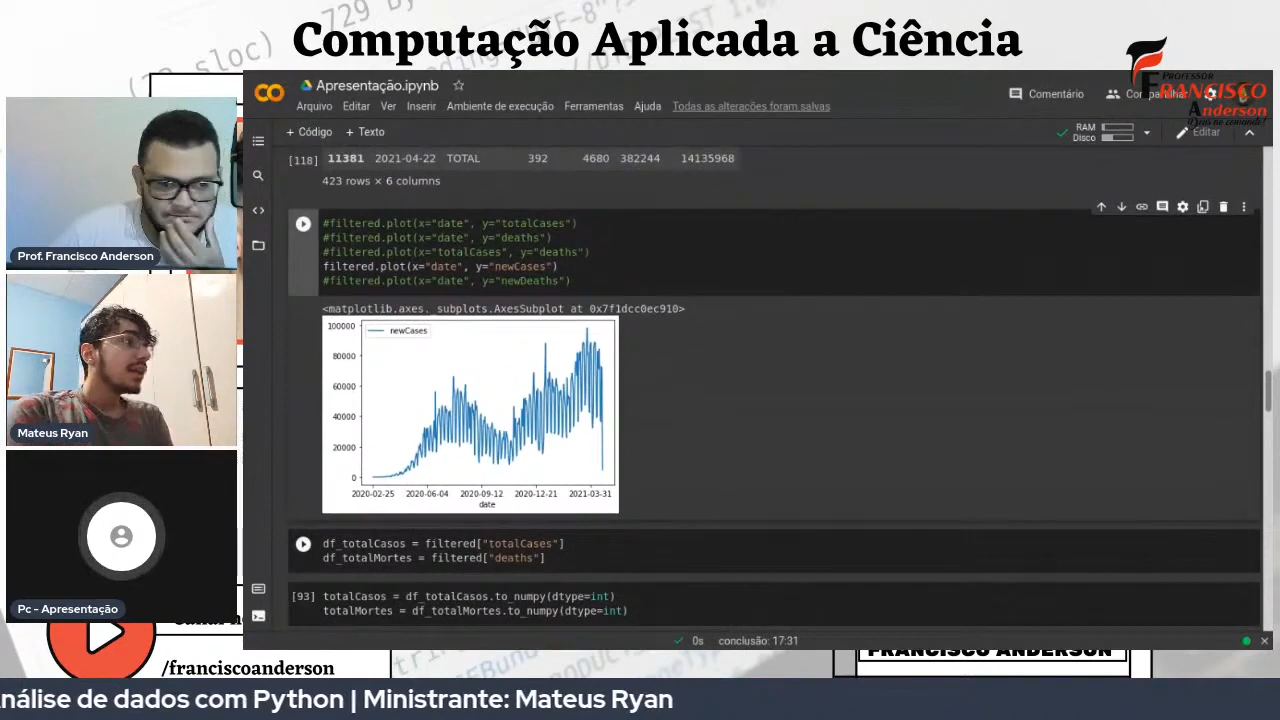 Computação Aplicada a Ciência
PROFESSOR
FRANCISCO
Anderson
Deus no comando!
Apresentação.ipynb
Arquivo Editar Ver Inserir Ambiente de execução Ferramentas Ajuda Todas as alterações foram salvas
Comentário
+ Código + Texto
RAM
Disco
Editar
[118] 11381 2021-04-22 TOTAL 392 4680 382244 14135968
423 rows × 6 columns
#filtered.plot(x="date", y="totalCases")
#filtered.plot(x="date", y="deaths")
#filtered.plot(x="totalCases", y="deaths")
filtered.plot(x="date", y="newCases")
#filtered.plot(x="date", y="newDeaths")
<matplotlib.axes._subplots.AxesSubplot at 0x7f1dcc0ec910>
newCases
100000
80000
60000
40000
20000
0
2020-02-25 2020-06-04 2020-09-12 2020-12-21 2021-03-31
date
df_totalCasos = filtered["totalCases"]
df_totalMortes = filtered["deaths"]
[93] totalCasos = df_totalCasos.to_numpy(dtype=int)
totalMortes = df_totalMortes.to_numpy(dtype=int)
0s conclusão: 17:31
Prof. Francisco Anderson
Mateus Ryan
Pc - Apresentação
/franciscoanderson
FRANCISCO ANDERSON
nálise de dados com Python | Ministrante: Mateus Ryan